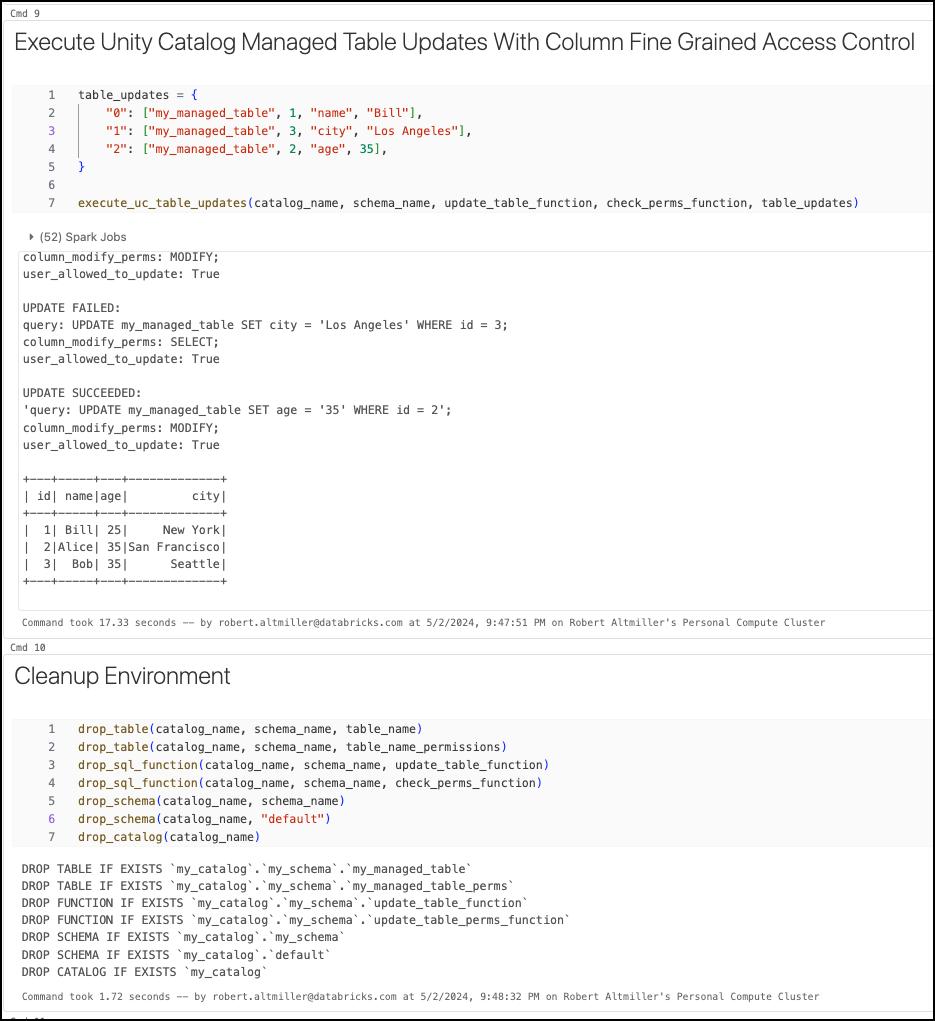 Cmd 9
Execute Unity Catalog Managed Table Updates With Column Fine Grained Access Control
1 table_updates = {
2 "0": ["my_managed_table", 1, "name", "Bill"],
3 "1": ["my_managed_table", 3, "city", "Los Angeles"],
4 "2": ["my_managed_table", 2, "age", 35],
5 }
6
7 execute_uc_table_updates(catalog_name, schema_name, update_table_function, check_perms_function, table_updates)
(52) Spark Jobs
column_modify_perms: MODIFY;
user_allowed_to_update: True
UPDATE FAILED:
query: UPDATE my_managed_table SET city = 'Los Angeles' WHERE id = 3;
column_modify_perms: SELECT;
user_allowed_to_update: True
UPDATE SUCCEEDED:
'query: UPDATE my_managed_table SET age = '35' WHERE id = 2';
column_modify_perms: MODIFY;
user_allowed_to_update: True
+---+-----+---+-------------+
| id| name|age|         city|
+---+-----+---+-------------+
|  1| Bill| 25|     New York|
|  2|Alice| 35|San Francisco|
|  3|  Bob| 35|      Seattle|
+---+-----+---+-------------+
Command took 17.33 seconds -- by robert.altmiller@databricks.com at 5/2/2024, 9:47:51 PM on Robert Altmiller's Personal Compute Cluster
Cmd 10
Cleanup Environment
1 drop_table(catalog_name, schema_name, table_name)
2 drop_table(catalog_name, schema_name, table_name_permissions)
3 drop_sql_function(catalog_name, schema_name, update_table_function)
4 drop_sql_function(catalog_name, schema_name, check_perms_function)
5 drop_schema(catalog_name, schema_name)
6 drop_schema(catalog_name, "default")
7 drop_catalog(catalog_name)
DROP TABLE IF EXISTS `my_catalog`.`my_schema`.`my_managed_table`
DROP TABLE IF EXISTS `my_catalog`.`my_schema`.`my_managed_table_perms`
DROP FUNCTION IF EXISTS `my_catalog`.`my_schema`.`update_table_function`
DROP FUNCTION IF EXISTS `my_catalog`.`my_schema`.`update_table_perms_function`
DROP SCHEMA IF EXISTS `my_catalog`.`my_schema`
DROP SCHEMA IF EXISTS `my_catalog`.`default`
DROP CATALOG IF EXISTS `my_catalog`
Command took 1.72 seconds -- by robert.altmiller@databricks.com at 5/2/2024, 9:48:32 PM on Robert Altmiller's Personal Compute Cluster